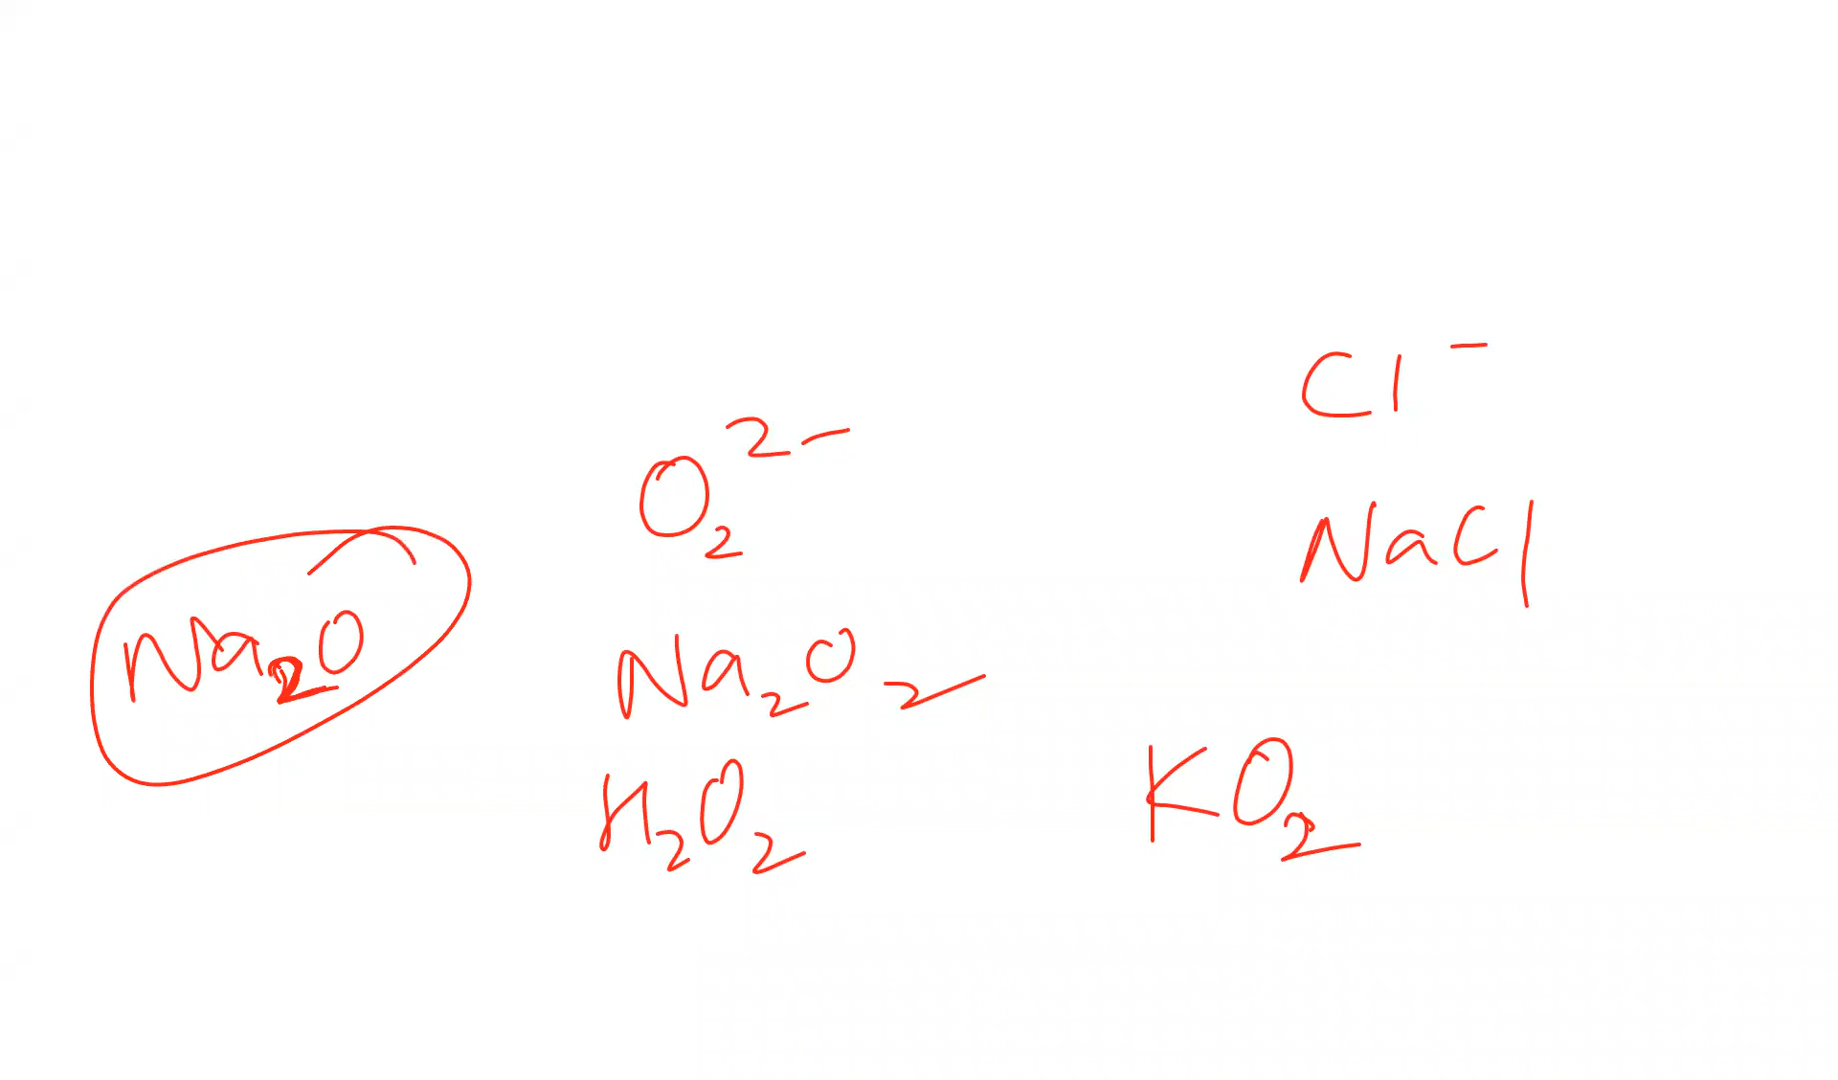 Cl⁻
O₂²⁻
NaCl
Na₂O
Na₂O₂
H₂O₂
KO₂